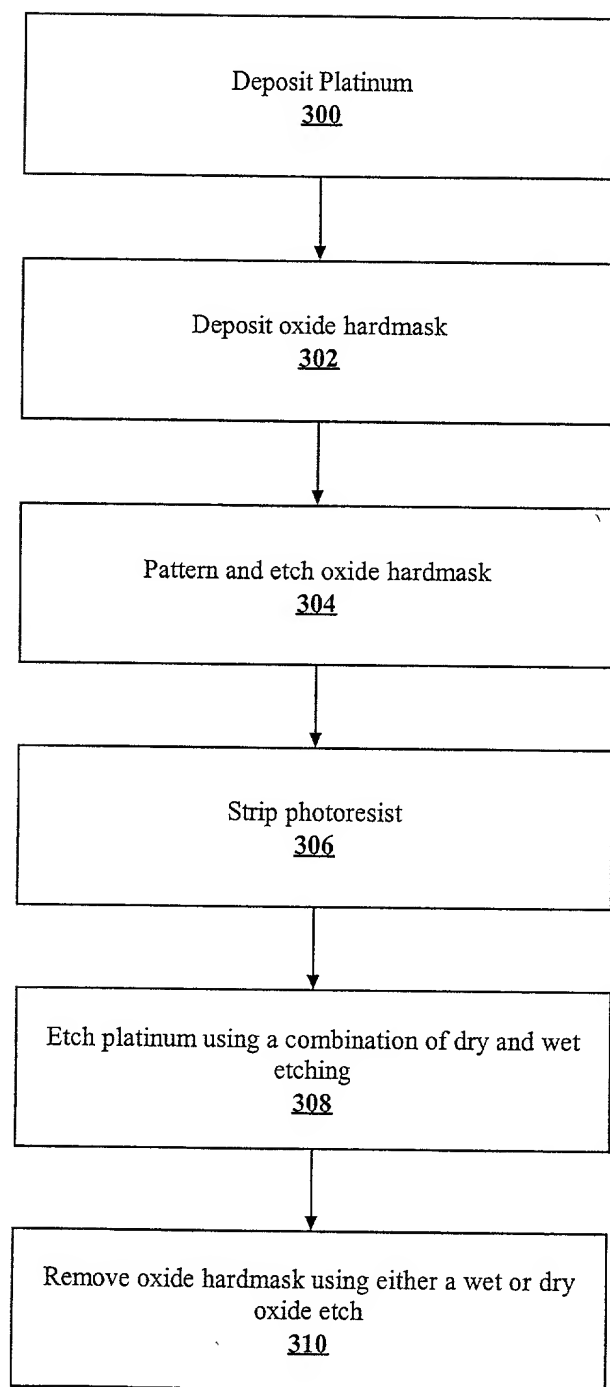 Deposit Platinum
300
Deposit oxide hardmask
302
Pattern and etch oxide hardmask
304
Strip photoresist
306
Etch platinum using a combination of dry and wet
etching
308
Remove oxide hardmask using either a wet or dry
oxide etch
310